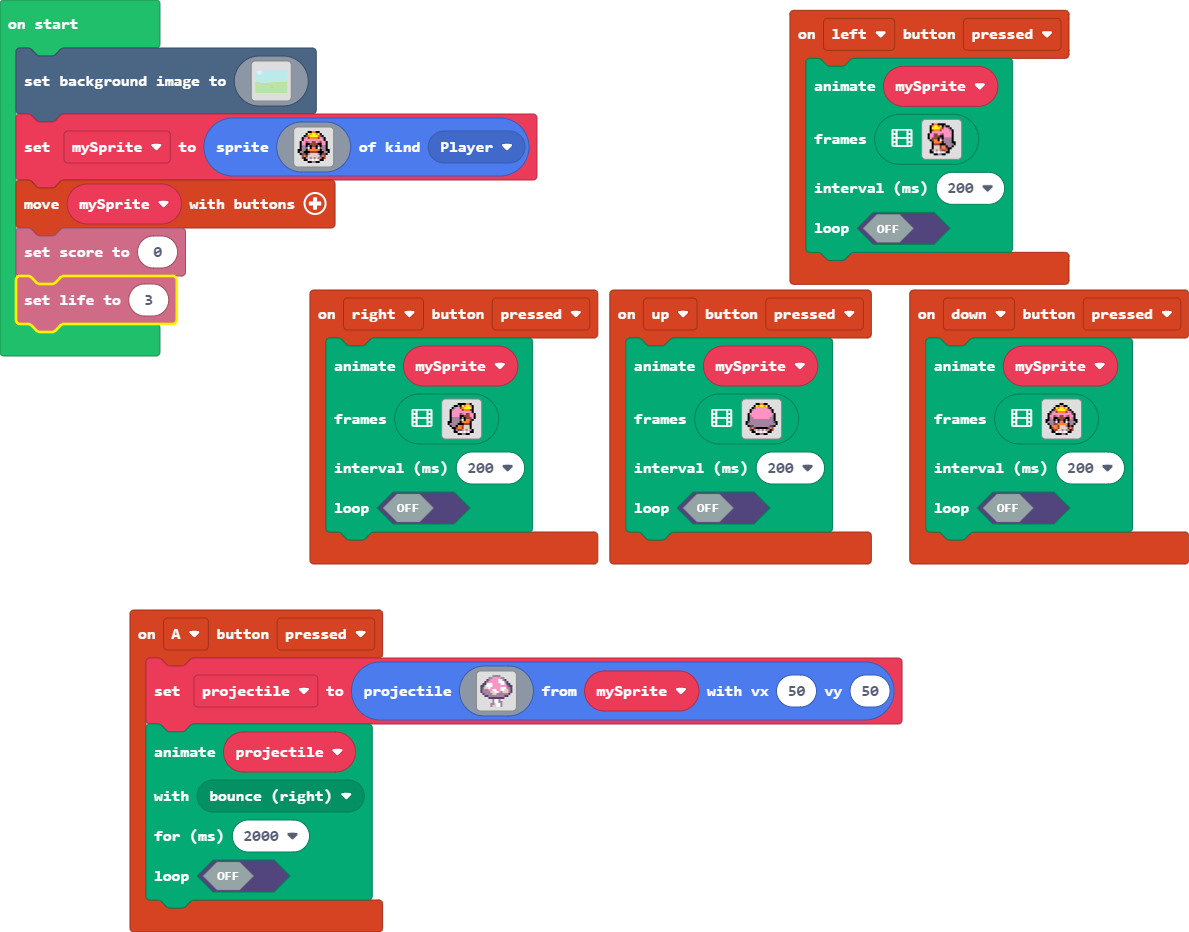 on start
set background image to
set mySprite to sprite of kind Player
move mySprite with buttons
set score to 0
set life to 3
on left button pressed
animate mySprite
frames
interval (ms) 200
loop OFF
on right button pressed
animate mySprite
frames
interval (ms) 200
loop OFF
on up button pressed
animate mySprite
frames
interval (ms) 200
loop OFF
on down button pressed
animate mySprite
frames
interval (ms) 200
loop OFF
on A button pressed
set projectile to projectile from mySprite with vx 50 vy 50
animate projectile
with bounce (right)
for (ms) 2000
loop OFF